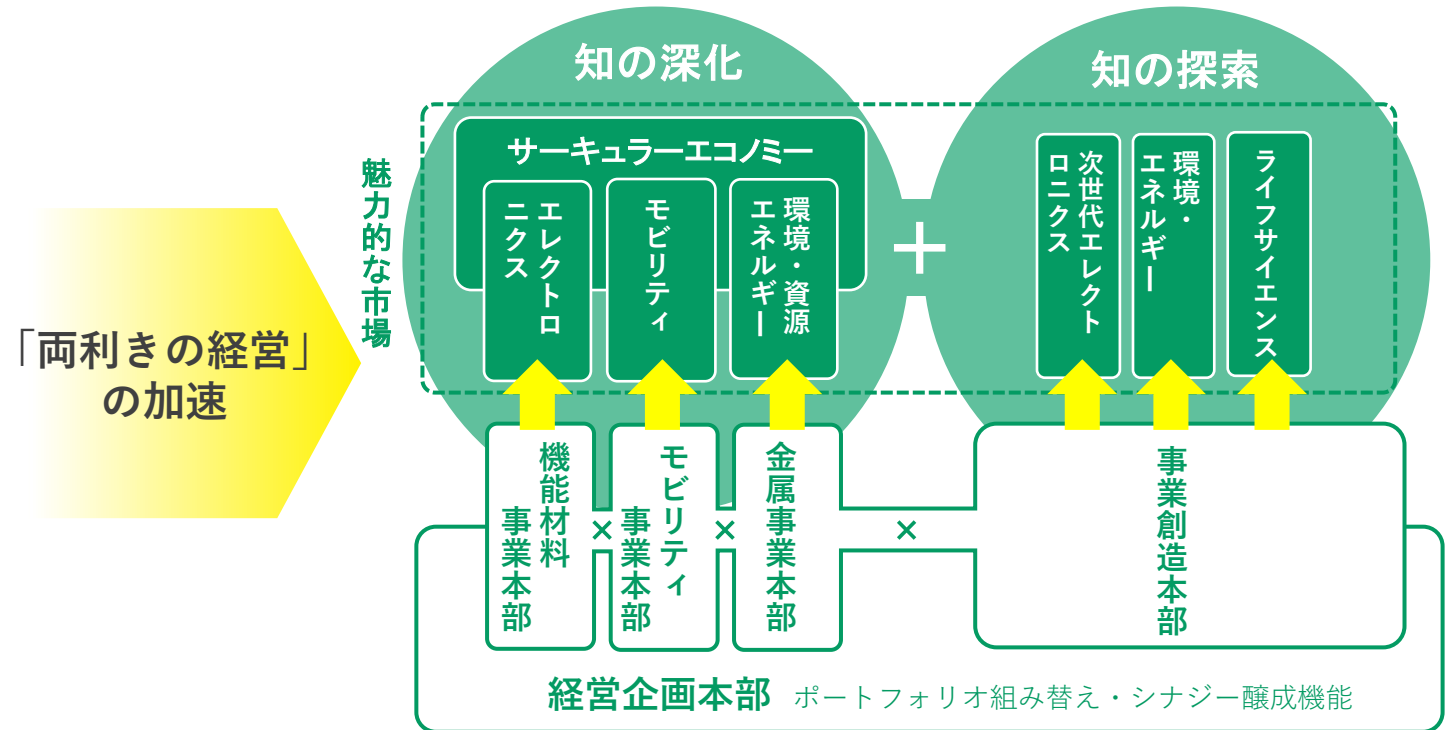 「両利きの経営」
の加速
魅力的な市場
知の深化
サーキュラーエコノミー
エレクトロ
ニクス
モビリティ
環境・資源
エネルギー
＋
知の探索
次世代エレクト
ロニクス
環境・
エネルギー
ライフサイエンス
機能材料
事業本部
×
モビリティ
事業本部
×
金属事業本部
×
事業創造本部
経営企画本部 ポートフォリオ組み替え・シナジー醸成機能